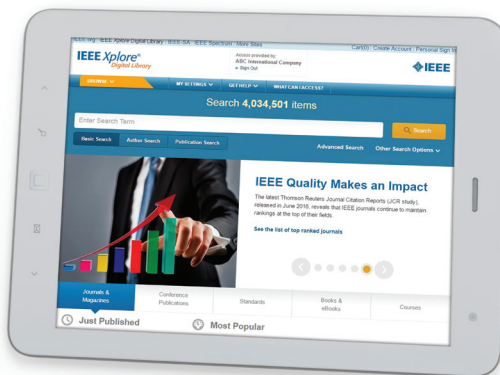 IEEE.org IEEE Xplore Digital Library IEEE-SA IEEE Spectrum More Sites
Cart(0) Create Account Personal Sign In
IEEE Xplore®
Digital Library
Access provided by:
ABC International Company
Sign Out
IEEE
BROWSE
MY SETTINGS
GET HELP
WHAT CAN I ACCESS?
Search 4,034,501 items
Enter Search Term
Search
Basic Search
Author Search
Publication Search
Advanced Search
Other Search Options
IEEE Quality Makes an Impact
The latest Thomson Reuters Journal Citation Reports (JCR study),
released in June 2016, reveals that IEEE journals continue to maintain
rankings at the top of their fields.
See the list of top ranked journals
Journals &
Magazines
Conference
Publications
Standards
Books &
eBooks
Courses
Just Published
Most Popular